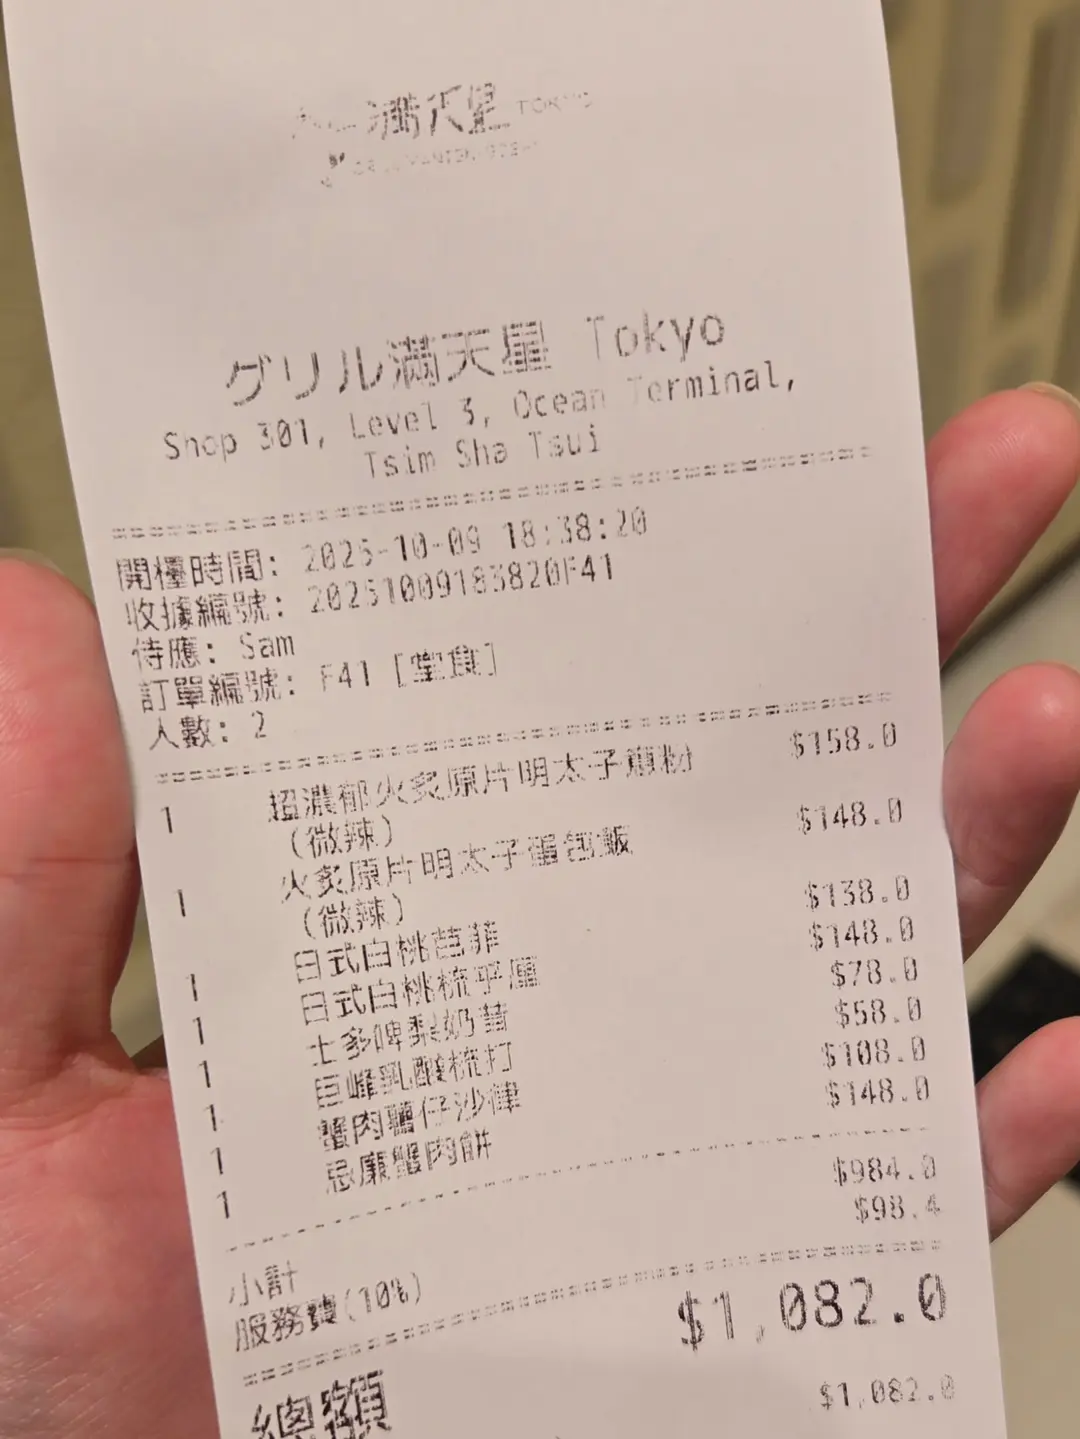 満天星 TOKYO
グリル満天星 Tokyo
Shop 301, Level 3, Ocean Terminal,
Tsim Sha Tsui
開檯時間: 2025-10-09 18:38:20
收據編號: 20251009183820F41
侍應: Sam
訂單編號: F41 [堂食]
人數: 2
1 超濃郁火炙原片明太子意粉 $158.0
(微辣)
1 火炙原片明太子蛋包飯 $148.0
(微辣)
1 日式白桃芭菲 $138.0
1 日式白桃梳乎厘 $148.0
1 士多啤梨奶昔 $78.0
1 巨峰乳酸梳打 $58.0
1 蟹肉薯仔沙律 $108.0
1 忌廉蟹肉餅 $148.0
小計 $984.0
服務費(10%) $98.4
總額 $1,082.0
$1,082.0